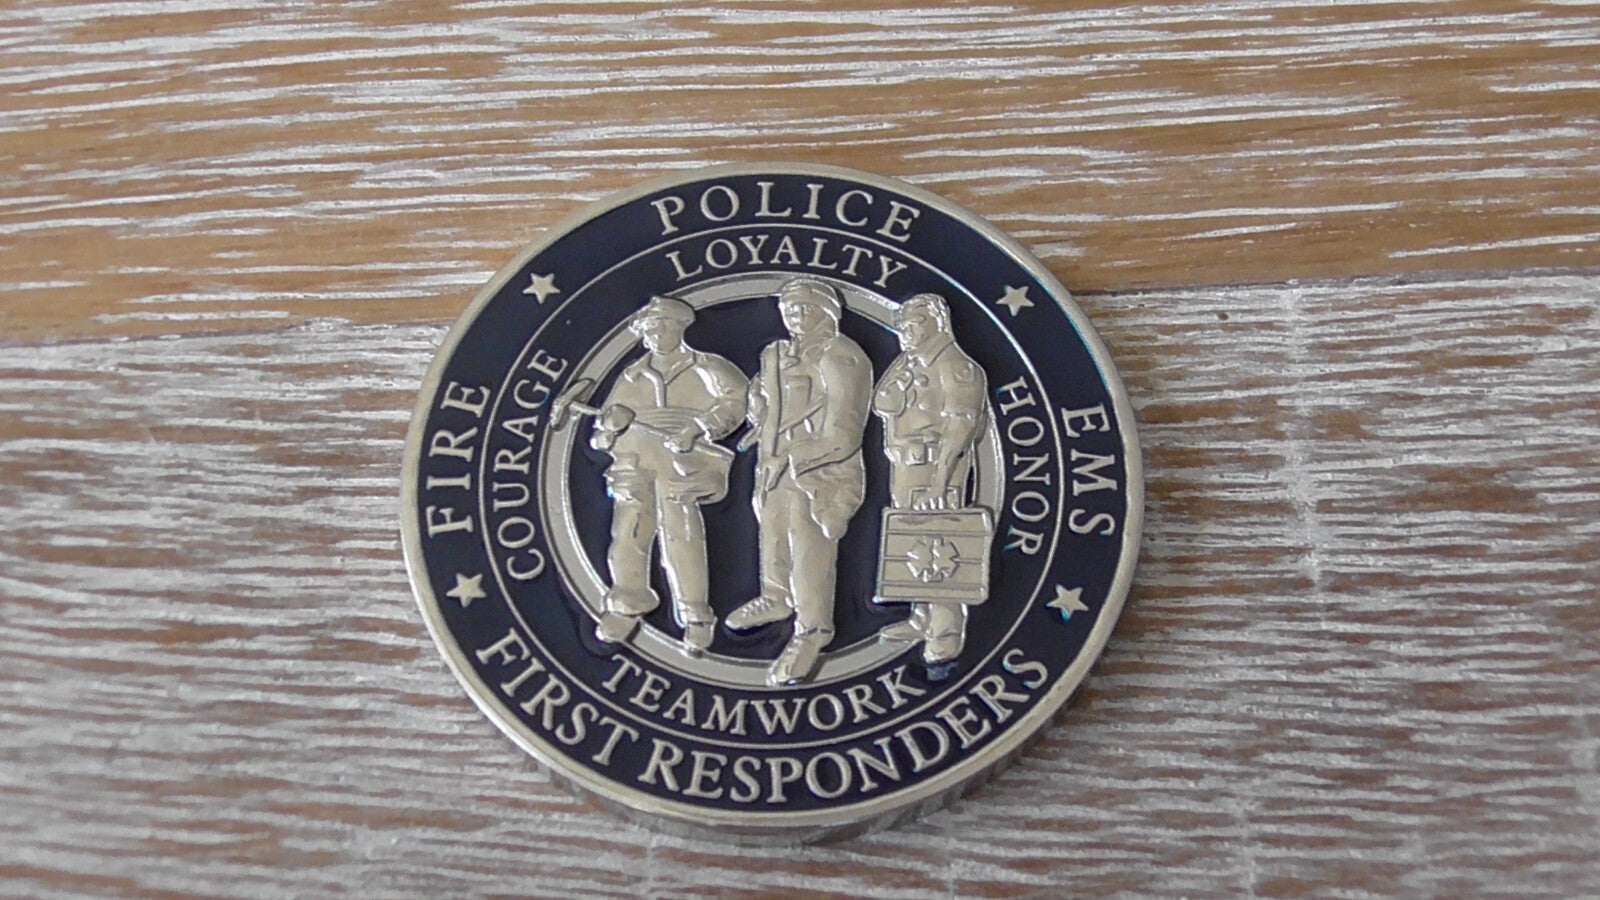 POLICE
LOYALTY
FIRE
COURAGE
HONOR
EMS
TEAMWORK
FIRST RESPONDERS